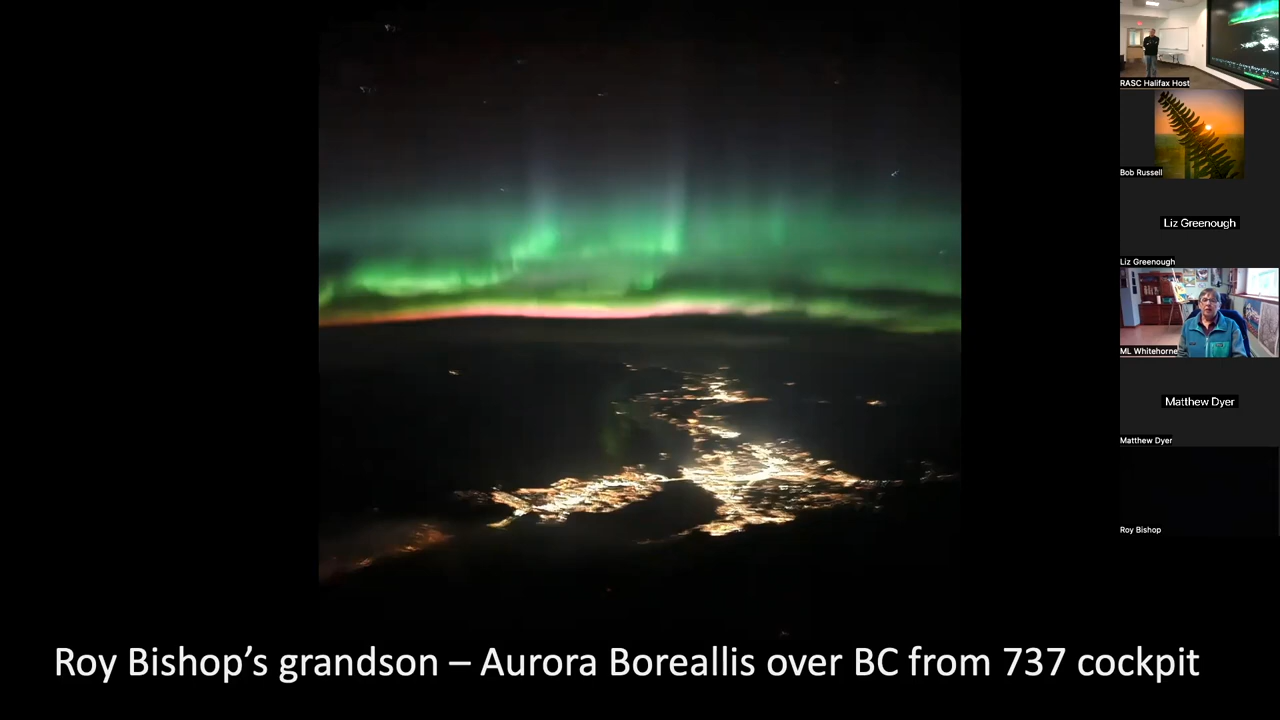 Roy Bishop’s grandson – Aurora Boreallis over BC from 737 cockpit
RASC Halifax Host
Bob Russell
Liz Greenough
Liz Greenough
ML Whitehorne
Matthew Dyer
Matthew Dyer
Roy Bishop